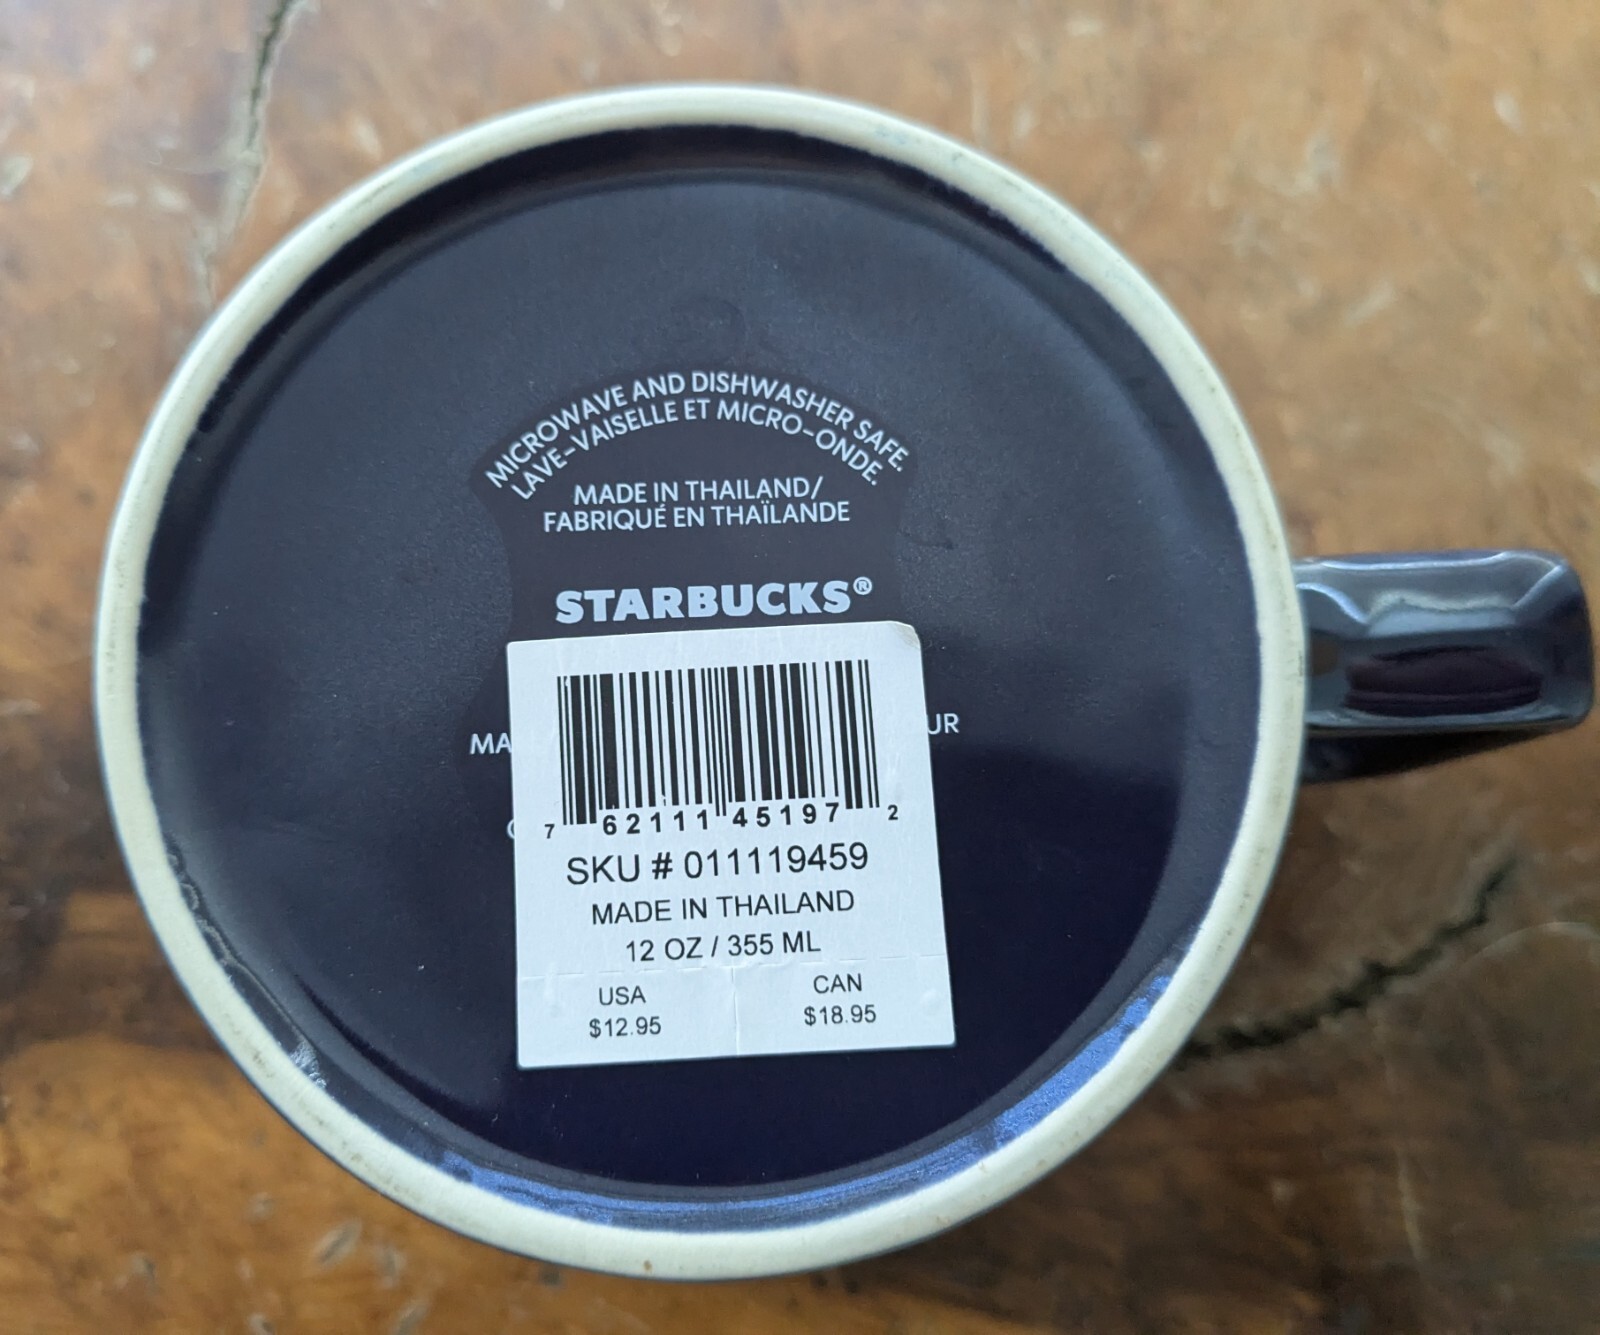 MICROWAVE AND DISHWASHER SAFE.
LAVE-VAISELLE ET MICRO-ONDE.
MADE IN THAILAND/
FABRIQUÉ EN THAÏLANDE
STARBUCKS®
7 62111 45197 2
SKU # 011119459
MADE IN THAILAND
12 OZ / 355 ML
USA CAN
$12.95 $18.95